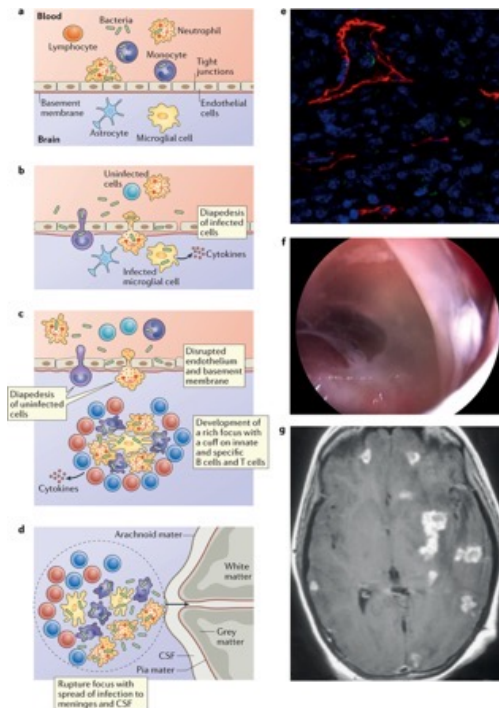 a
Blood
Bacteria
Neutrophil
Lymphocyte
Monocyte
Tight
junctions
Basement
membrane
Endothelial
cells
Brain
Astrocyte
Microglial cell
b
Uninfected
cells
Diapedesis
of infected
cells
Cytokines
Infected
microglial cell
c
Disrupted
endothelium
and basement
membrane
Diapedesis
of uninfected
cells
Development of
a rich focus with
a cuff on innate
and specific
B cells and T cells
Cytokines
d
Arachnoid mater
White
matter
Grey
matter
CSF
Pia mater
Rupture focus with
spread of infection to
meninges and CSF
e
f
g